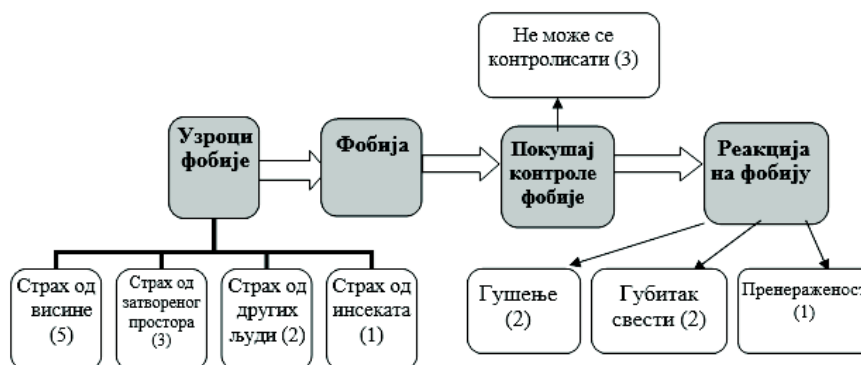 Не може се
контролисати (3)
Узроци
фобије
Фобија
Покушај
контроле
фобије
Реакција
на фобију
Страх од
висине
(5)
Страх од
затвореног
простора
(3)
Страх од
других
људи (2)
Страх од
инсеката
(1)
Гушење
(2)
Губитак
свести (2)
Пренераженост
(1)